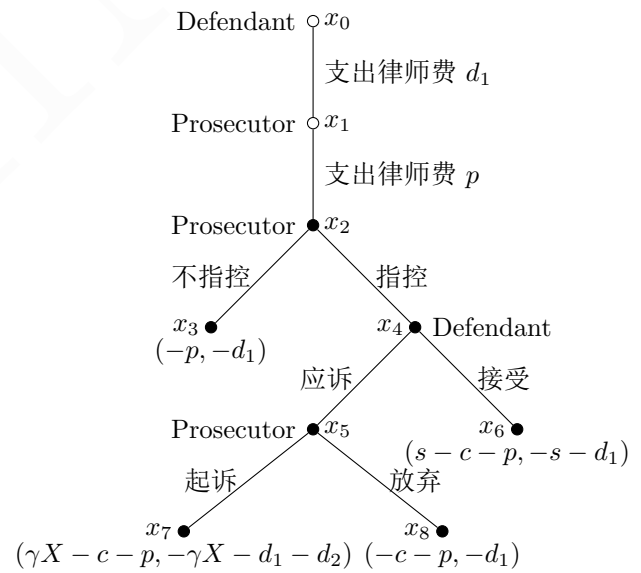 Defendant x₀
支出律师费 d₁
Prosecutor x₁
支出律师费 p
Prosecutor x₂
不指控 指控
x₃ x₄ Defendant
(−p, −d₁)
应诉 接受
Prosecutor x₅ x₆
(s − c − p, −s − d₁)
起诉 放弃
x₇ x₈
(γX − c − p, −γX − d₁ − d₂) (−c − p, −d₁)